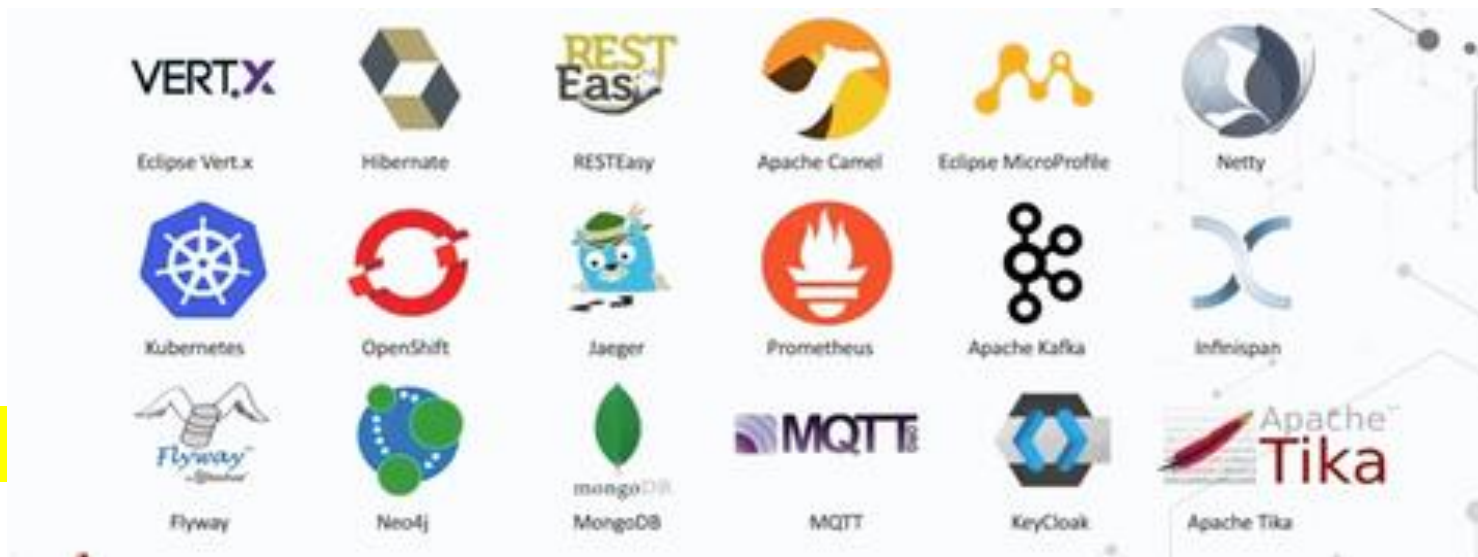 VERT.X
REST
Easy
Eclipse Vert.x
Hibernate
RESTEasy
Apache Camel
Eclipse MicroProfile
Netty
Kubernetes
OpenShift
Jaeger
Prometheus
Apache Kafka
Infinispan
Flyway
mongoDB
MQTT
Apache
Tika
Flyway
Neo4j
MongoDB
MQTT
KeyCloak
Apache Tika